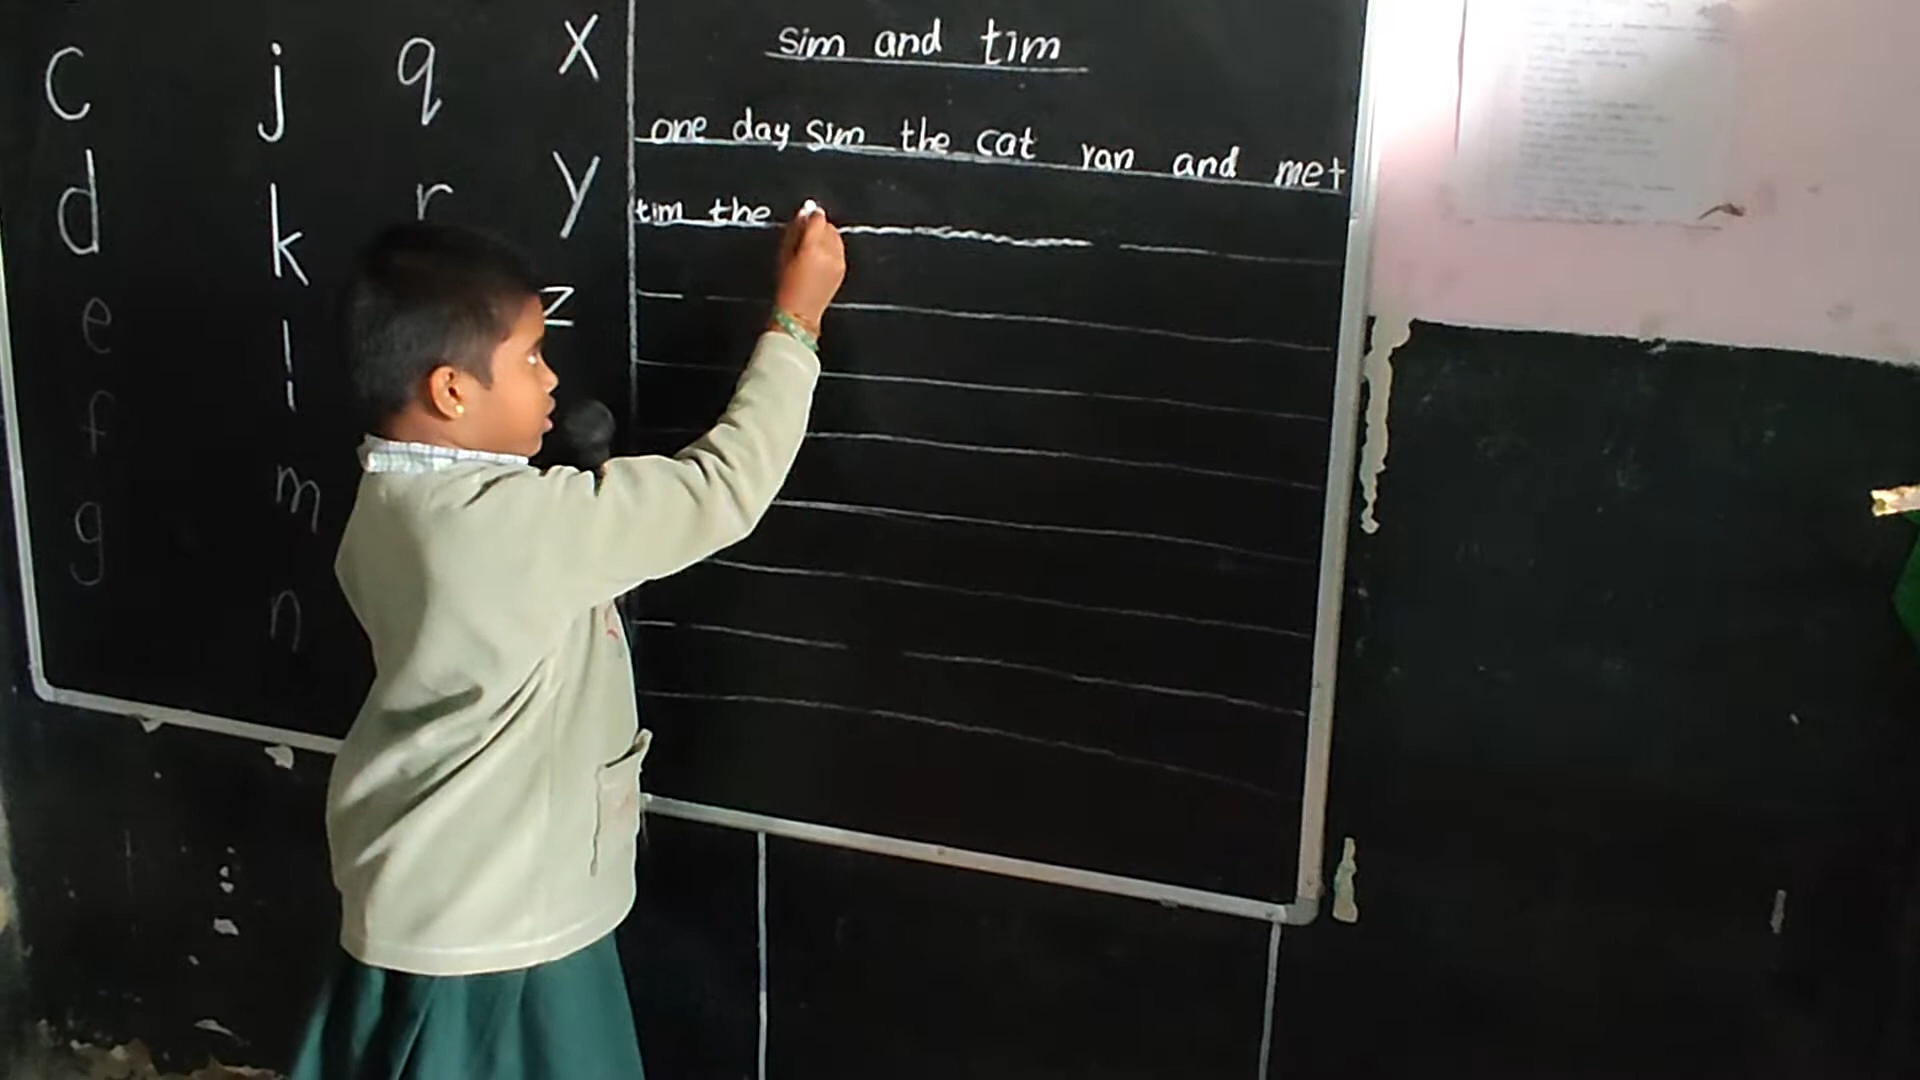 c j q x
d k r y
e l z
f m
g n
sim and tim
one day sim the cat ran and met
tim the